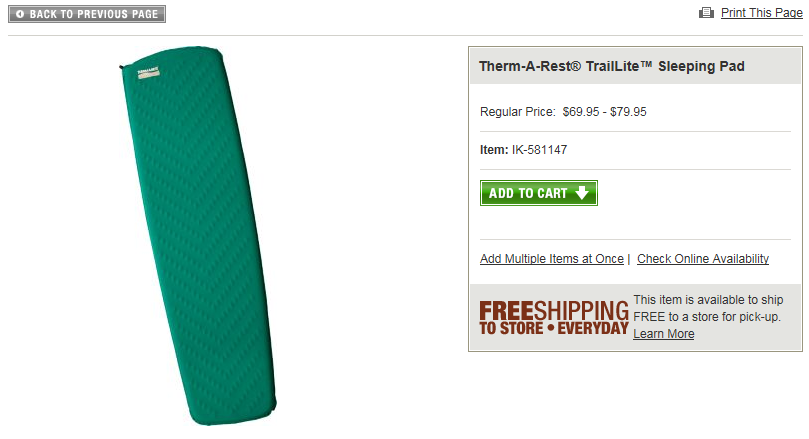 BACK TO PREVIOUS PAGE
Print This Page
Therm-A-Rest® TrailLite™ Sleeping Pad
Regular Price: $69.95 - $79.95
Item: IK-581147
ADD TO CART
Add Multiple Items at Once | Check Online Availability
FREE SHIPPING
TO STORE • EVERYDAY
This item is available to ship
FREE to a store for pick-up.
Learn More